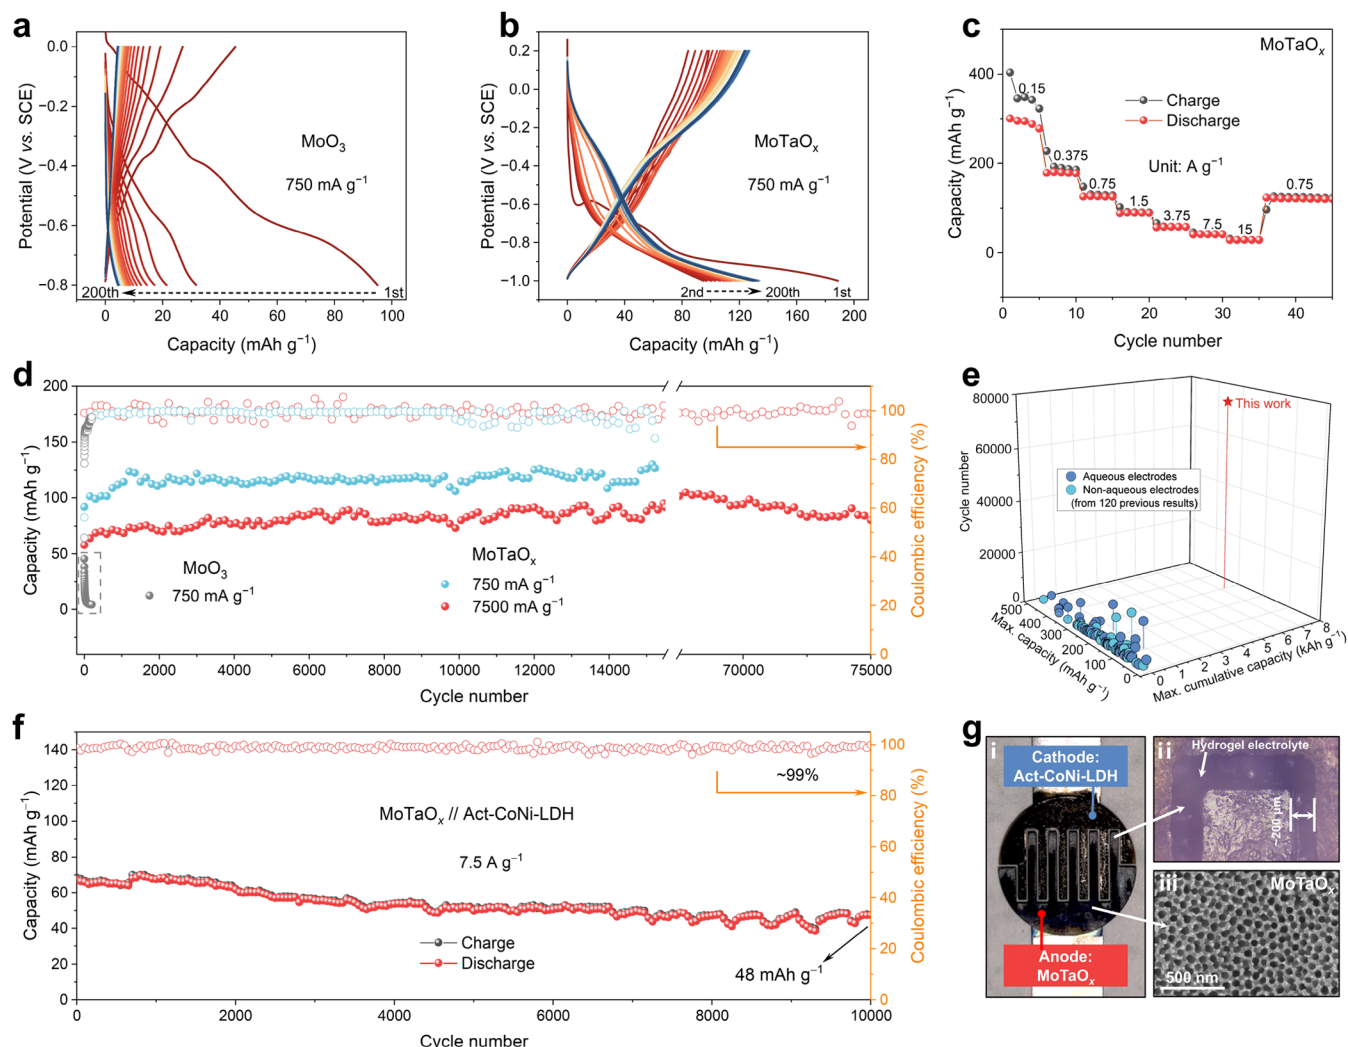 a
0.0
−0.2
−0.4
−0.6
−0.8
Potential (V vs. SCE)
MoO3
750 mA g−1
200th
1st
0
20
40
60
80
100
Capacity (mAh g−1)
b
0.2
0.0
−0.2
−0.4
−0.6
−0.8
−1.0
Potential (V vs. SCE)
MoTaOx
750 mA g−1
2nd
200th
1st
0
40
80
120
160
200
Capacity (mAh g−1)
c
MoTaOx
400
200
0
Capacity (mAh g−1)
0.15
Charge
Discharge
0.375
Unit: A g−1
0.75
1.5
3.75
7.5
15
0.75
0
10
20
30
40
Cycle number
d
200
150
100
50
0
Capacity (mAh g−1)
MoO3
750 mA g−1
MoTaOx
750 mA g−1
7500 mA g−1
100
80
60
40
20
0
Coulombic efficiency (%)
0
2000
4000
6000
8000
10000
12000
14000
70000
75000
Cycle number
e
80000
60000
40000
20000
0
Cycle number
This work
Aqueous electrodes
Non-aqueous electrodes
(from 120 previous results)
500
400
300
200
100
0
Max. capacity (mAh g−1)
0
1
2
3
4
5
6
7
8
Max. cumulative capacity (kAh g−1)
f
140
120
100
80
60
40
20
0
Capacity (mAh g−1)
~99%
MoTaOx // Act-CoNi-LDH
7.5 A g−1
Charge
Discharge
48 mAh g−1
100
80
60
40
20
0
Coulombic efficiency (%)
0
2000
4000
6000
8000
10000
Cycle number
g
i
Cathode:
Act-CoNi-LDH
Anode:
MoTaOx
ii
Hydrogel electrolyte
~200 μm
iii
MoTaOx
500 nm